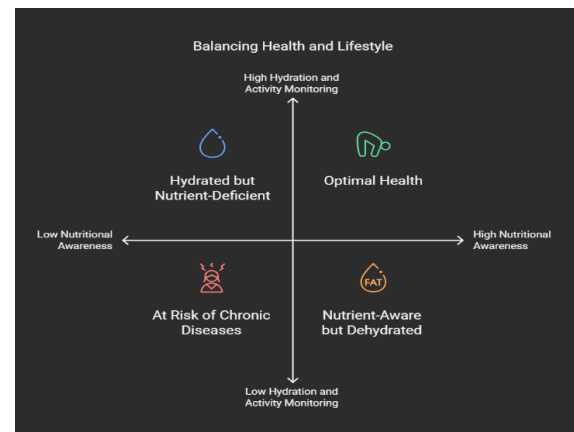 Balancing Health and Lifestyle
High Hydration and
Activity Monitoring
Hydrated but
Nutrient-Deficient
Optimal Health
Low Nutritional
Awareness
High Nutritional
Awareness
At Risk of Chronic
Diseases
FAT
Nutrient-Aware
but Dehydrated
Low Hydration and
Activity Monitoring